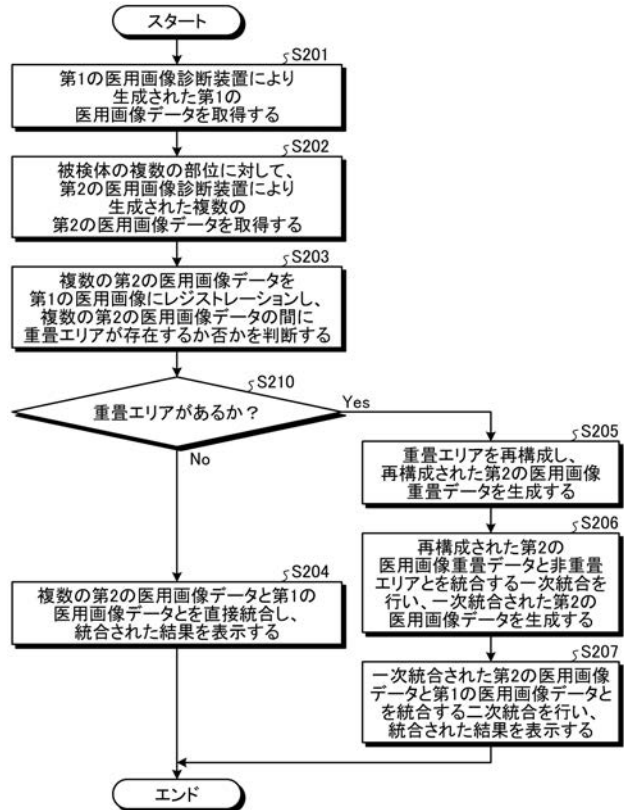 スタート
S201
第1の医用画像診断装置により
生成された第1の
医用画像データを取得する
S202
被検体の複数の部位に対して、
第2の医用画像診断装置により
生成された複数の
第2の医用画像データを取得する
S203
複数の第2の医用画像データを
第1の医用画像にレジストレーションし、
複数の第2の医用画像データの間に
重畳エリアが存在するか否かを判断する
S210
重畳エリアがあるか？
Yes
No
S205
重畳エリアを再構成し、
再構成された第2の医用画像
重畳データを生成する
S206
再構成された第2の
医用画像重畳データと非重畳
エリアとを統合する一次統合を
行い、一次統合された第2の
医用画像データを生成する
S204
複数の第2の医用画像データと第1の
医用画像データとを直接統合し、
統合された結果を表示する
S207
一次統合された第2の医用画像
データと第1の医用画像データと
を統合する二次統合を行い、
統合された結果を表示する
エンド